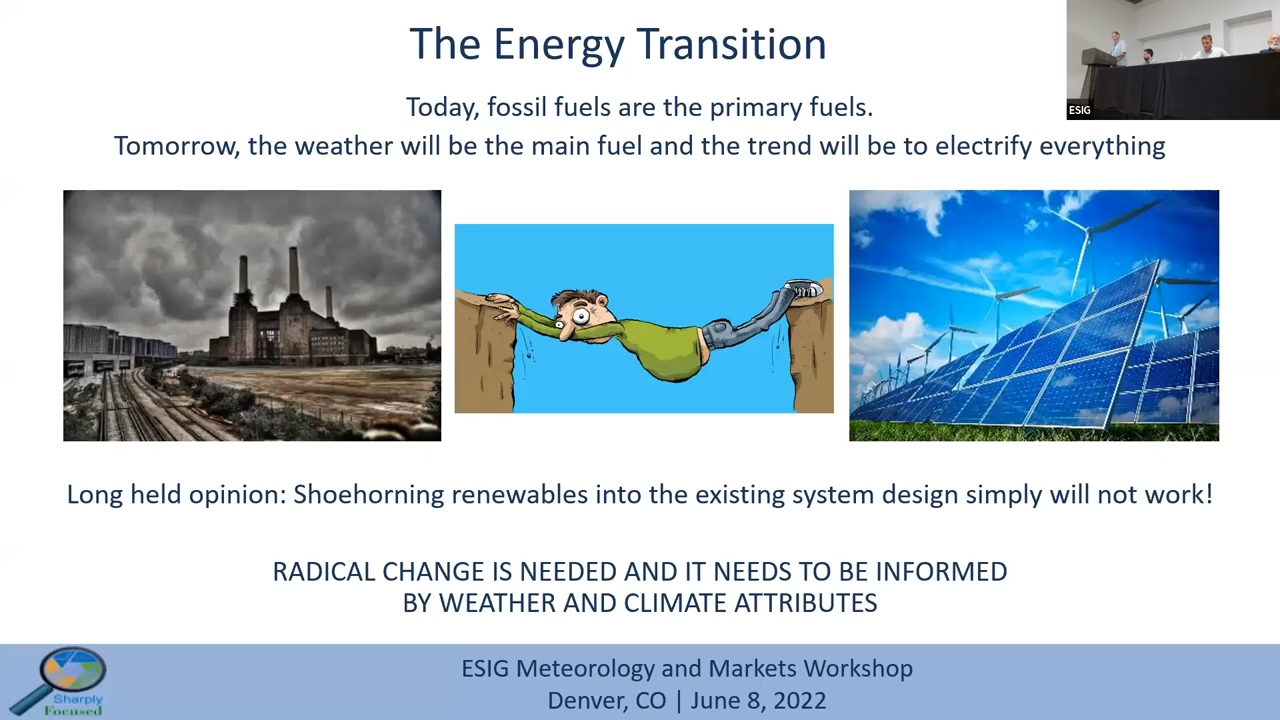 The Energy Transition
Today, fossil fuels are the primary fuels.
Tomorrow, the weather will be the main fuel and the trend will be to electrify everything
ESIG
Long held opinion: Shoehorning renewables into the existing system design simply will not work!
RADICAL CHANGE IS NEEDED AND IT NEEDS TO BE INFORMED
BY WEATHER AND CLIMATE ATTRIBUTES
Sharply
Focused
ESIG Meteorology and Markets Workshop
Denver, CO | June 8, 2022